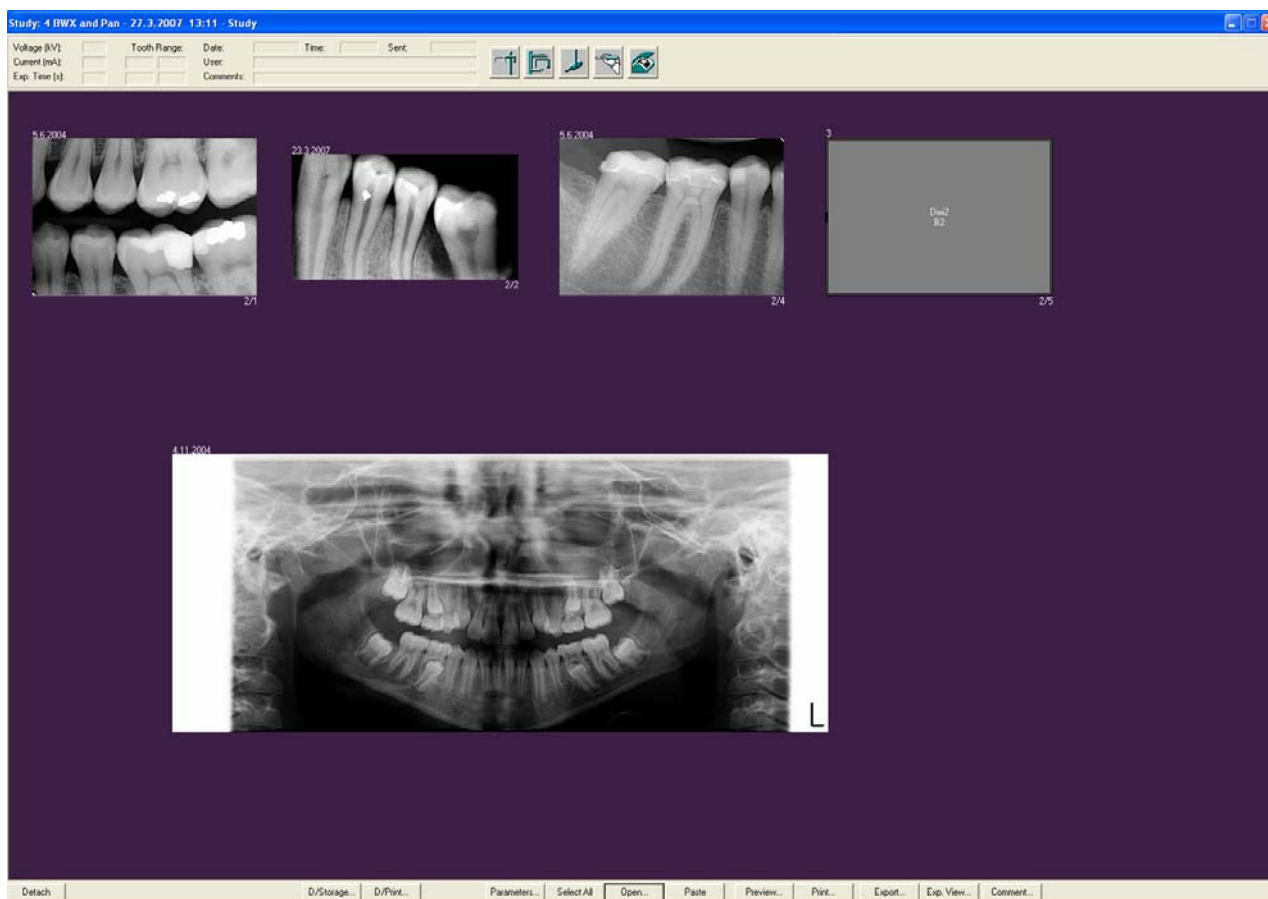 Study: 4 BWX and Pan - 27.3.2007 13:11 - Study
Voltage (kV): Tooth Range: Date: Time: Sent:
Current (mA): User:
Exp. Time (s): Comments:
5.6.2004
23.3.2007
5.6.2004
3
Dixi2
B2
2/1
2/2
2/4
2/5
4.11.2004
L
Detach D/Storage... D/Print... Parameters... Select All Open... Paste Preview... Print... Export... Exp. View... Comment...